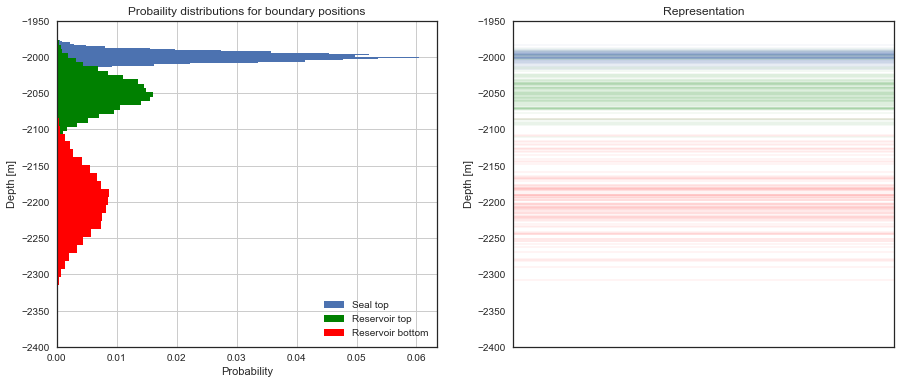 Probaility distributions for boundary positions
−1950
−2000
−2050
−2100
−2150
−2200
−2250
−2300
−2350
−2400
Depth [m]
0.00 0.01 0.02 0.03 0.04 0.05 0.06
Probability
Seal top
Reservoir top
Reservoir bottom
Representation
−1950
−2000
−2050
−2100
−2150
−2200
−2250
−2300
−2350
−2400
Depth [m]